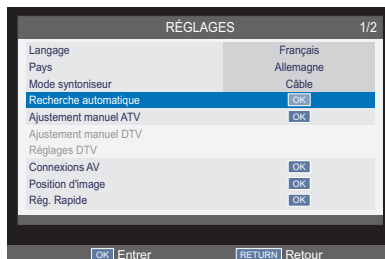 RÉGLAGES 1/2
Langage Français
Pays Allemagne
Mode syntoniseur Câble
Recherche automatique OK
Ajustement manuel ATV OK
Ajustement manuel DTV
Réglages DTV
Connexions AV OK
Position d'image OK
Rég. Rapide OK
OK Entrer RETURN Retour